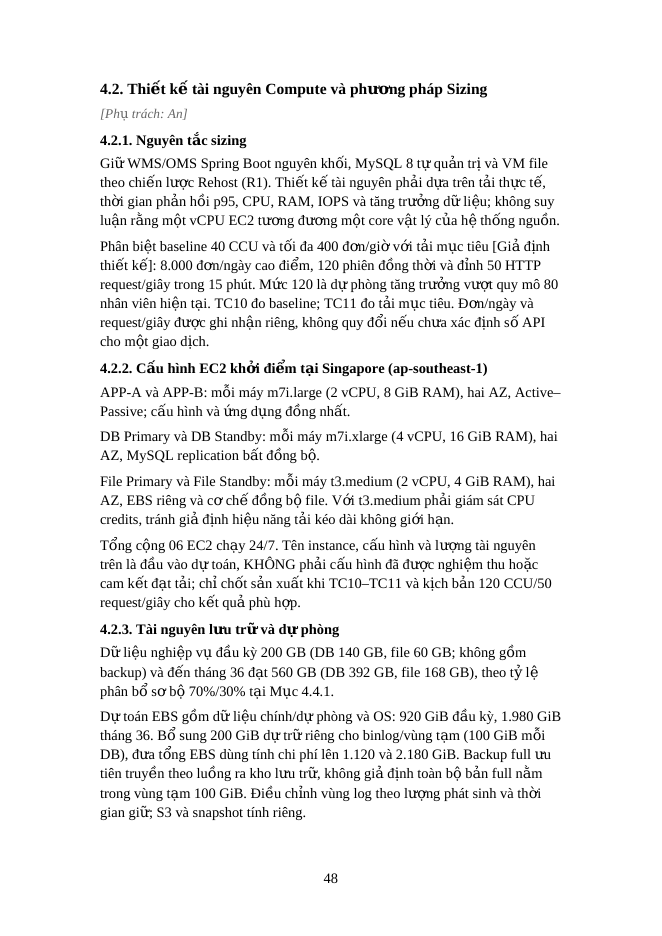 4.2. Thiết kế tài nguyên Compute và phương pháp Sizing
[Phụ trách: An]
4.2.1. Nguyên tắc sizing
Giữ WMS/OMS Spring Boot nguyên khối, MySQL 8 tự quản trị và VM file
theo chiến lược Rehost (R1). Thiết kế tài nguyên phải dựa trên tải thực tế,
thời gian phản hồi p95, CPU, RAM, IOPS và tăng trưởng dữ liệu; không suy
luận rằng một vCPU EC2 tương đương một core vật lý của hệ thống nguồn.
Phân biệt baseline 40 CCU và tối đa 400 đơn/giờ với tải mục tiêu [Giả định
thiết kế]: 8.000 đơn/ngày cao điểm, 120 phiên đồng thời và đỉnh 50 HTTP
request/giây trong 15 phút. Mức 120 là dự phòng tăng trưởng vượt quy mô 80
nhân viên hiện tại. TC10 đo baseline; TC11 đo tải mục tiêu. Đơn/ngày và
request/giây được ghi nhận riêng, không quy đổi nếu chưa xác định số API
cho một giao dịch.
4.2.2. Cấu hình EC2 khởi điểm tại Singapore (ap-southeast-1)
APP-A và APP-B: mỗi máy m7i.large (2 vCPU, 8 GiB RAM), hai AZ, Active–
Passive; cấu hình và ứng dụng đồng nhất.
DB Primary và DB Standby: mỗi máy m7i.xlarge (4 vCPU, 16 GiB RAM), hai
AZ, MySQL replication bất đồng bộ.
File Primary và File Standby: mỗi máy t3.medium (2 vCPU, 4 GiB RAM), hai
AZ, EBS riêng và cơ chế đồng bộ file. Với t3.medium phải giám sát CPU
credits, tránh giả định hiệu năng tải kéo dài không giới hạn.
Tổng cộng 06 EC2 chạy 24/7. Tên instance, cấu hình và lượng tài nguyên
trên là đầu vào dự toán, KHÔNG phải cấu hình đã được nghiệm thu hoặc
cam kết đạt tải; chỉ chốt sản xuất khi TC10–TC11 và kịch bản 120 CCU/50
request/giây cho kết quả phù hợp.
4.2.3. Tài nguyên lưu trữ và dự phòng
Dữ liệu nghiệp vụ đầu kỳ 200 GB (DB 140 GB, file 60 GB; không gồm
backup) và đến tháng 36 đạt 560 GB (DB 392 GB, file 168 GB), theo tỷ lệ
phân bổ sơ bộ 70%/30% tại Mục 4.4.1.
Dự toán EBS gồm dữ liệu chính/dự phòng và OS: 920 GiB đầu kỳ, 1.980 GiB
tháng 36. Bổ sung 200 GiB dự trữ riêng cho binlog/vùng tạm (100 GiB mỗi
DB), đưa tổng EBS dùng tính chi phí lên 1.120 và 2.180 GiB. Backup full ưu
tiên truyền theo luồng ra kho lưu trữ, không giả định toàn bộ bản full nằm
trong vùng tạm 100 GiB. Điều chỉnh vùng log theo lượng phát sinh và thời
gian giữ; S3 và snapshot tính riêng.
48